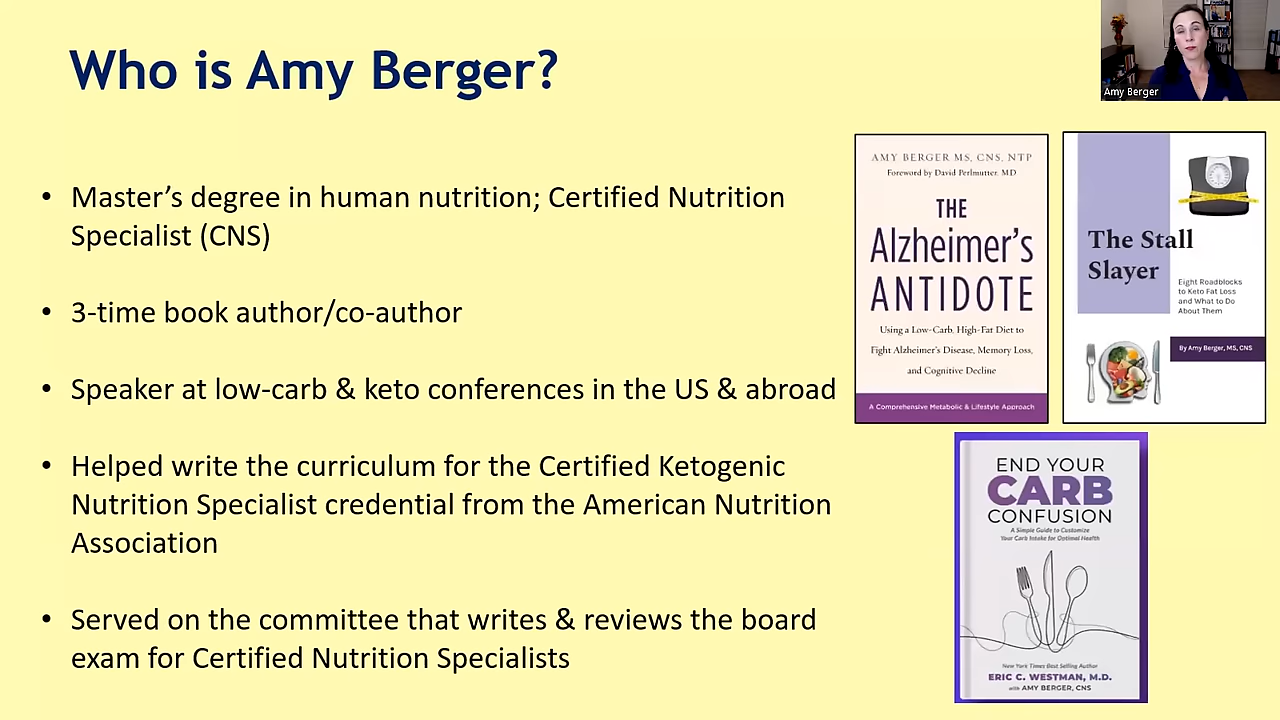 Who is Amy Berger?
Amy Berger
• Master’s degree in human nutrition; Certified Nutrition
Specialist (CNS)
• 3-time book author/co-author
• Speaker at low-carb & keto conferences in the US & abroad
• Helped write the curriculum for the Certified Ketogenic
Nutrition Specialist credential from the American Nutrition
Association
• Served on the committee that writes & reviews the board
exam for Certified Nutrition Specialists
AMY BERGER MS, CNS, NTP
Foreword by David Perlmutter, MD
THE
Alzheimer’s
ANTIDOTE
Using a Low-Carb, High-Fat Diet to
Fight Alzheimer’s Disease, Memory Loss,
and Cognitive Decline
A Comprehensive Metabolic & Lifestyle Approach
The Stall
Slayer
Eight Roadblocks
to Keto Fat Loss
and What to Do
About Them
By Amy Berger, MS, CNS
END YOUR
CARB
CONFUSION
A Simple Guide to Customize
Your Carb Intake for Optimal Health
New York Times Best Selling Author
ERIC C. WESTMAN, M.D.
with AMY BERGER, CNS